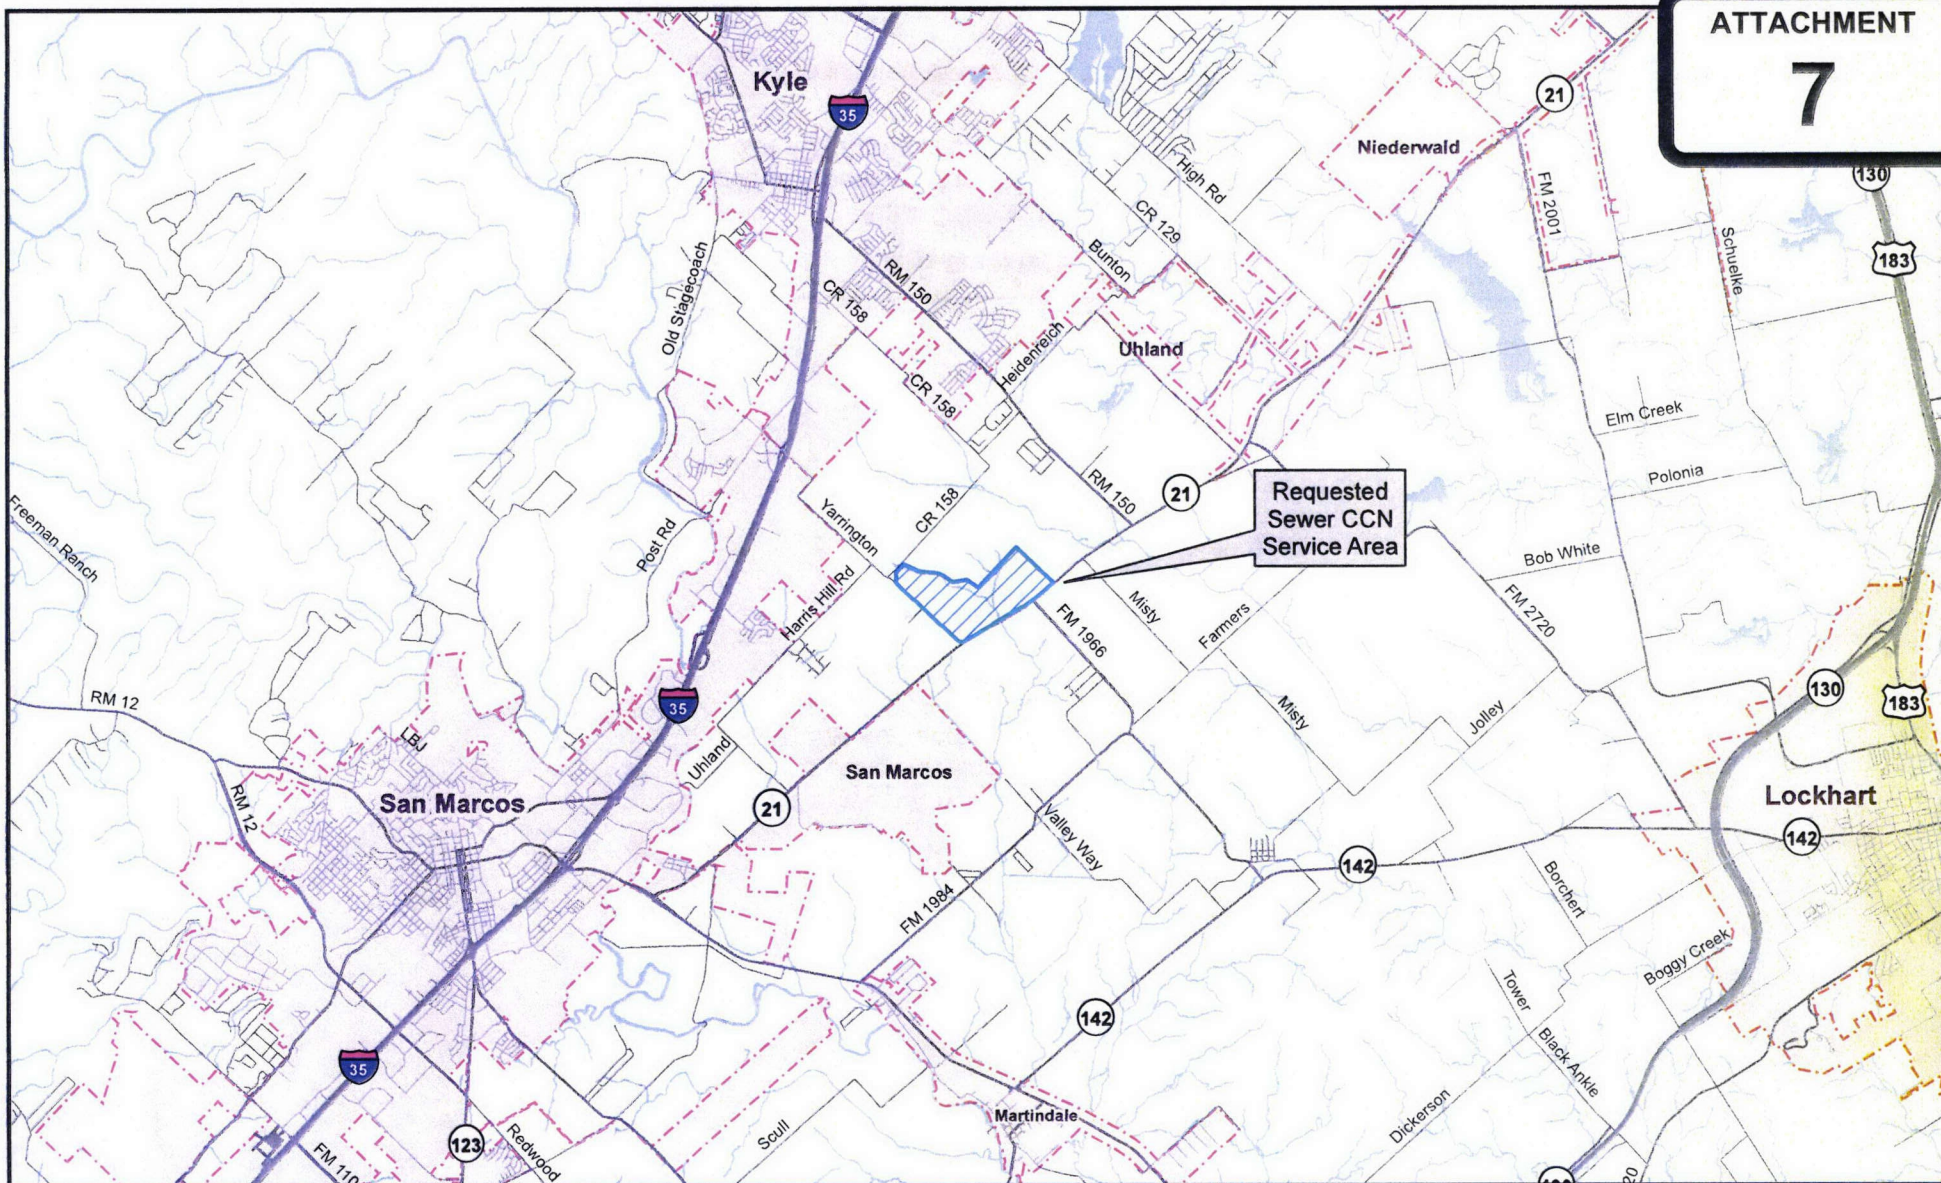 ATTACHMENT
7
Kyle
35
21
Niederwald
130
High Rd
FM 2001
CR 129
Schuelke
183
Bunton
Old Stagecoach
RM 150
CR 158
Uhland
Heidenreich
CR 158
Elm Creek
Polonia
Freeman Ranch
Yarrington
CR 158
RM 150
21
Requested
Sewer CCN
Service Area
Post Rd
Bob White
Harris Hill Rd
Misty
FM 1966
Farmers
FM 2720
RM 12
35
130
183
LBJ
Misty
Jolley
Uhland
San Marcos
RM 12
San Marcos
21
Lockhart
142
Valley Way
142
Borchert
FM 1984
Boggy Creek
Tower
142
Black Ankle
35
Martindale
Dickerson
123
Redwood
Scull
FM 110